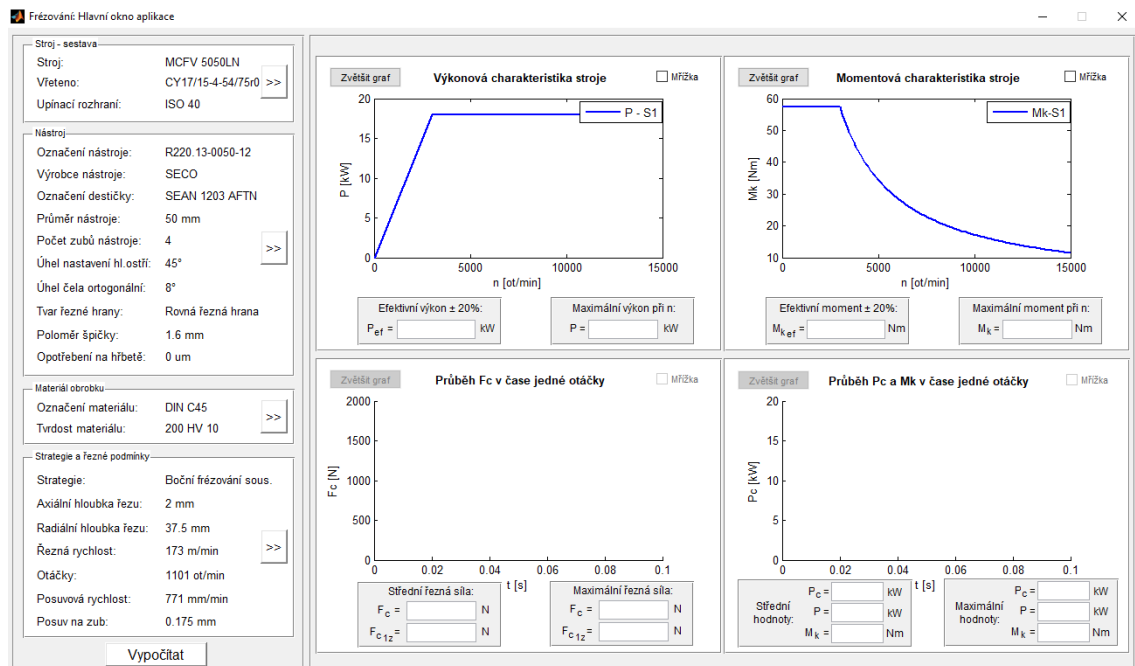 Frézování: Hlavní okno aplikace
Stroj - sestava
Stroj: MCFV 5050LN
Vřeteno: CY17/15-4-54/75r0 >>
Upínací rozhraní: ISO 40
Nástroj
Označení nástroje: R220.13-0050-12
Výrobce nástroje: SECO
Označení destičky: SEAN 1203 AFTN
Průměr nástroje: 50 mm
Počet zubů nástroje: 4
>>
Úhel nastavení hl.ostří: 45°
Úhel čela ortogonální: 8°
Tvar řezné hrany: Rovná řezná hrana
Poloměr špičky: 1.6 mm
Opotřebení na hřbetě: 0 um
Materiál obrobku
Označení materiálu: DIN C45
>>
Tvrdost materiálu: 200 HV 10
Strategie a řezné podmínky
Strategie: Boční frézování sous.
Axiální hloubka řezu: 2 mm
Radiální hloubka řezu: 37.5 mm
Řezná rychlost: 173 m/min
>>
Otáčky: 1101 ot/min
Posuvová rychlost: 771 mm/min
Posuv na zub: 0.175 mm
Vypočítat
Zvětšit graf Výkonová charakteristika stroje Mřížka
20
P - S1
15
P [kW]
10
5
0
0 5000 10000 15000
n [ot/min]
Efektivní výkon ± 20%:
Pef = kW
Maximální výkon při n:
P = kW
Zvětšit graf Momentová charakteristika stroje Mřížka
60
Mk-S1
50
40
Mk [Nm]
30
20
10
0 5000 10000 15000
n [ot/min]
Efektivní moment ± 20%:
Mk ef = Nm
Maximální moment při n:
Mk = Nm
Zvětšit graf Průběh Fc v čase jedné otáčky Mřížka
2000
1500
Fc [N]
1000
500
0
0 0.02 0.04 0.06 0.08 0.1
t [s]
Střední řezná síla:
Fc = N
Fc 1z = N
Maximální řezná síla:
Fc = N
Fc 1z = N
Zvětšit graf Průběh Pc a Mk v čase jedné otáčky Mřížka
20
15
Pc [kW]
10
5
0
0 0.02 0.04 0.06 0.08 0.1
t [s]
Střední hodnoty:
Pc = kW
P = kW
Mk = Nm
Maximální hodnoty:
Pc = kW
P = kW
Mk = Nm